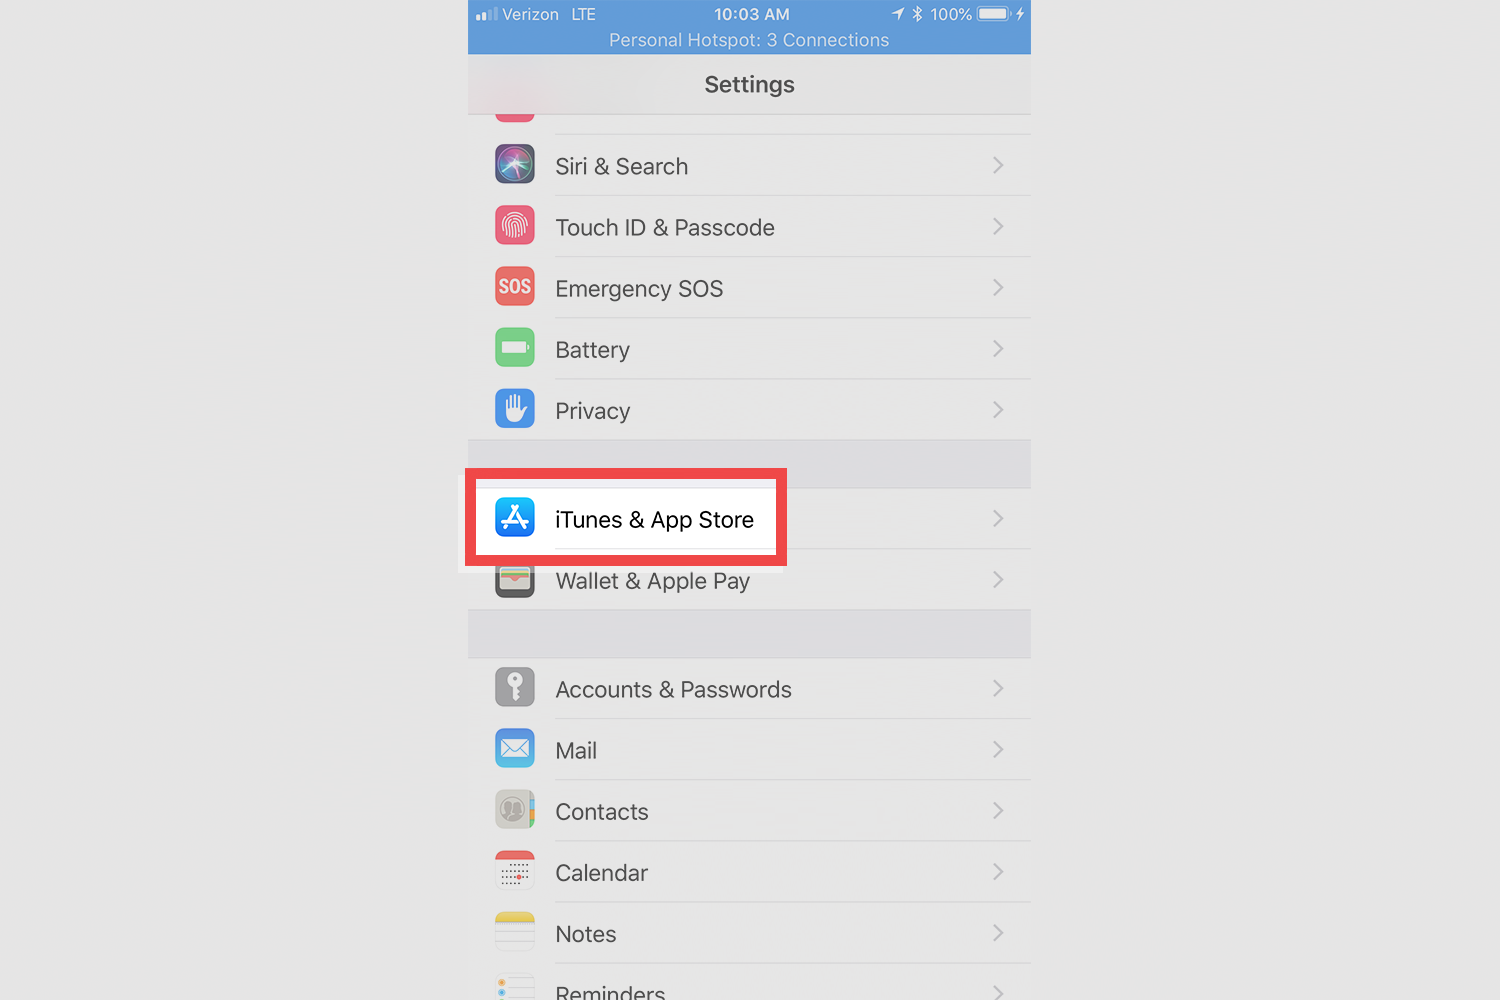 Verizon LTE 10:03 AM 100%
Personal Hotspot: 3 Connections
Settings
Siri & Search
Touch ID & Passcode
SOS Emergency SOS
Battery
Privacy
iTunes & App Store
Wallet & Apple Pay
Accounts & Passwords
Mail
Contacts
Calendar
Notes
Reminders